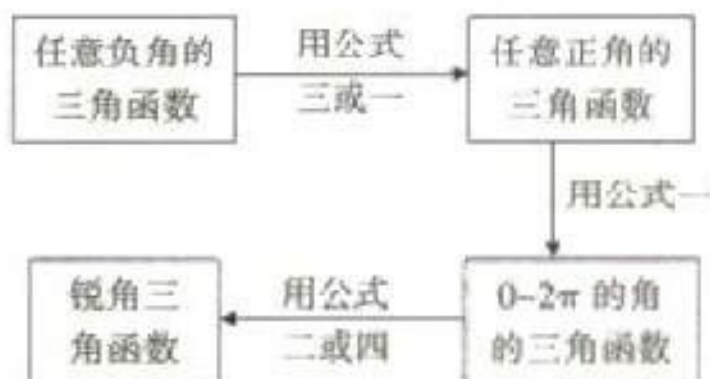 任意负角的
三角函数
用公式
三或一
任意正角的
三角函数
用公式一
0-2π的角
的三角函数
用公式
二或四
锐角三
角函数